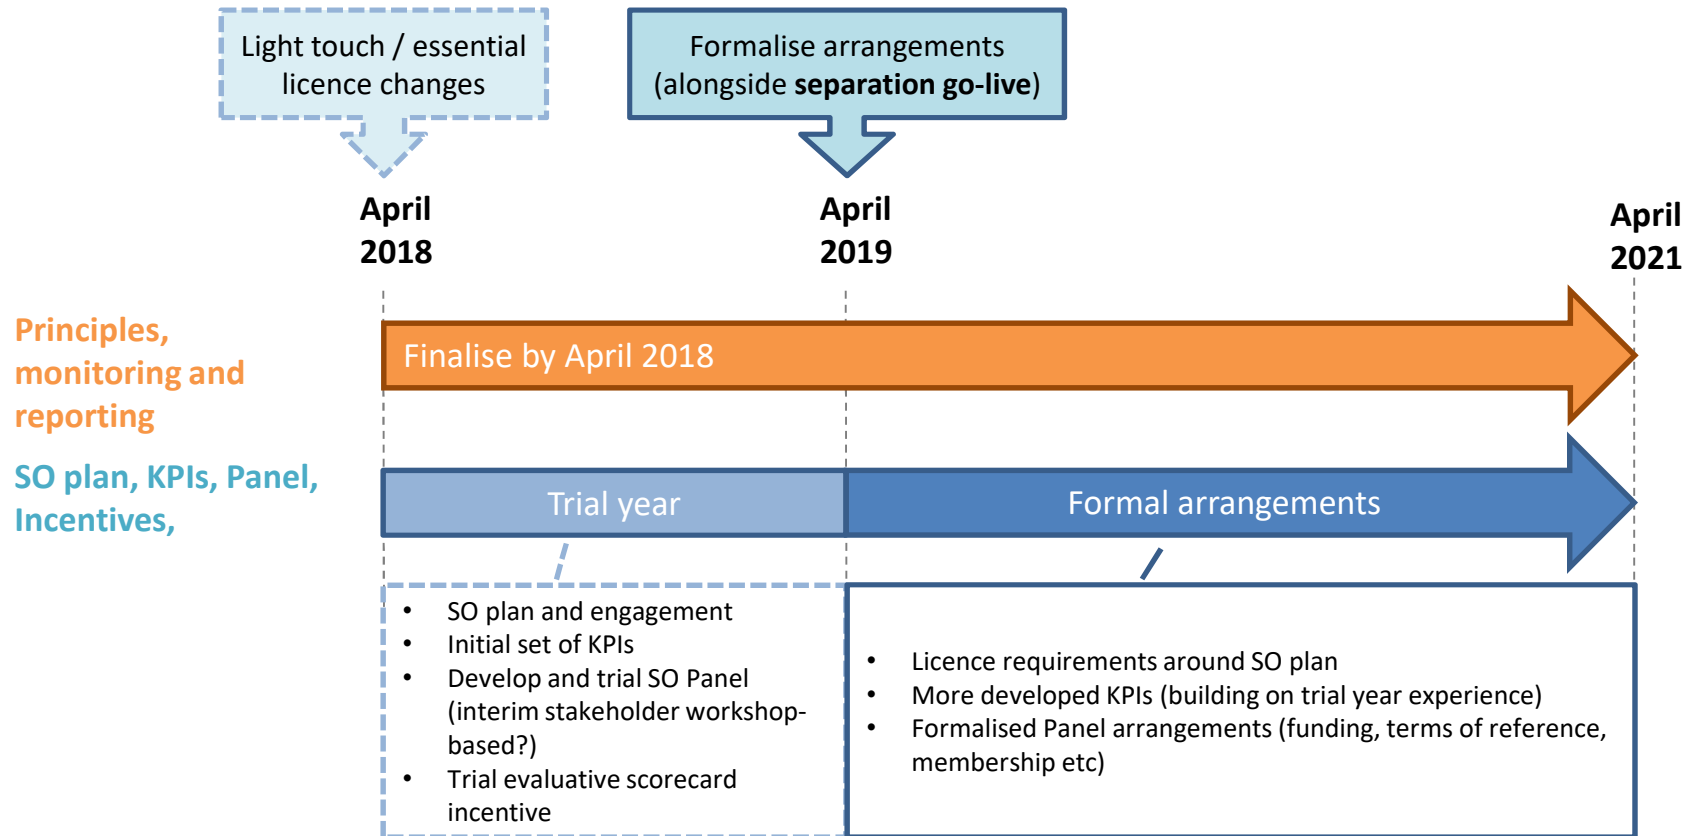 Light touch / essential
licence changes
Formalise arrangements
(alongside separation go-live)
April
2018
April
2019
April
2021
Principles,
monitoring and
reporting
Finalise by April 2018
SO plan, KPIs, Panel,
Incentives,
Trial year
Formal arrangements
• SO plan and engagement
• Initial set of KPIs
• Develop and trial SO Panel
(interim stakeholder workshop-
based?)
• Trial evaluative scorecard
incentive
• Licence requirements around SO plan
• More developed KPIs (building on trial year experience)
• Formalised Panel arrangements (funding, terms of reference,
membership etc)